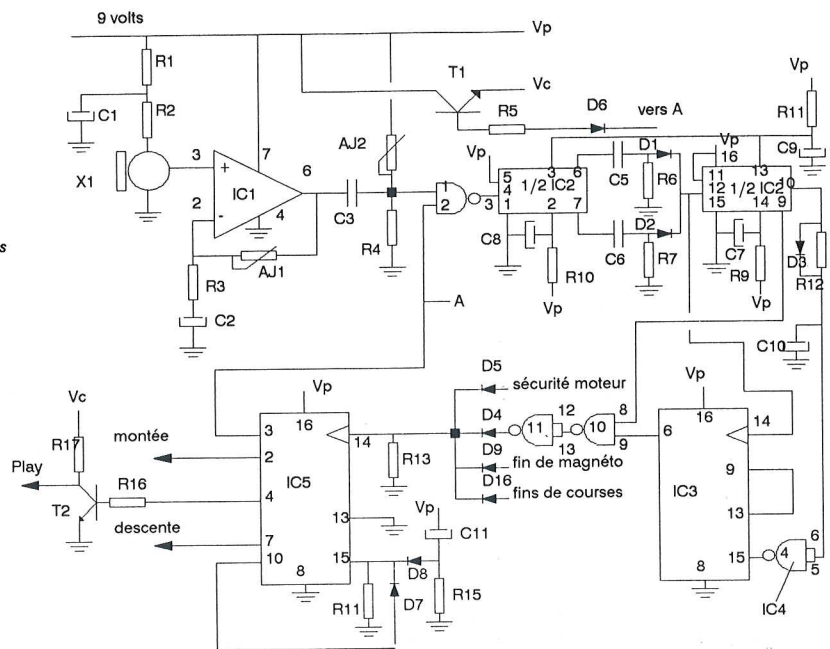 9 volts
Vp
R1
T1
Vc
Vp
R11
C1
R2
R5
D6
vers A
C9
X1
3
+
7
6
IC1
2
-
4
AJ2
C3
AJ1
R3
C2
R4
1
2
3
Vp
5
4
1
3
6
1/2 IC2
2
7
C8
R10
Vp
C5
D1
R6
C6
D2
R7
Vp
16
11
12
15
13
1/2 IC2
10
14
9
C7
R9
Vp
D3
R12
C10
s
A
Vc
R17
Play
T2
R16
montée
descente
Vp
16
3
2
4
7
10
IC5
14
13
15
8
R13
R11
D8
D7
Vp
C11
R15
D5
sécurité moteur
D4
D9
fin de magnéto
D16
fins de courses
11
12
13
10
8
9
Vp
16
6
14
9
13
IC3
15
8
4
6
5
IC4